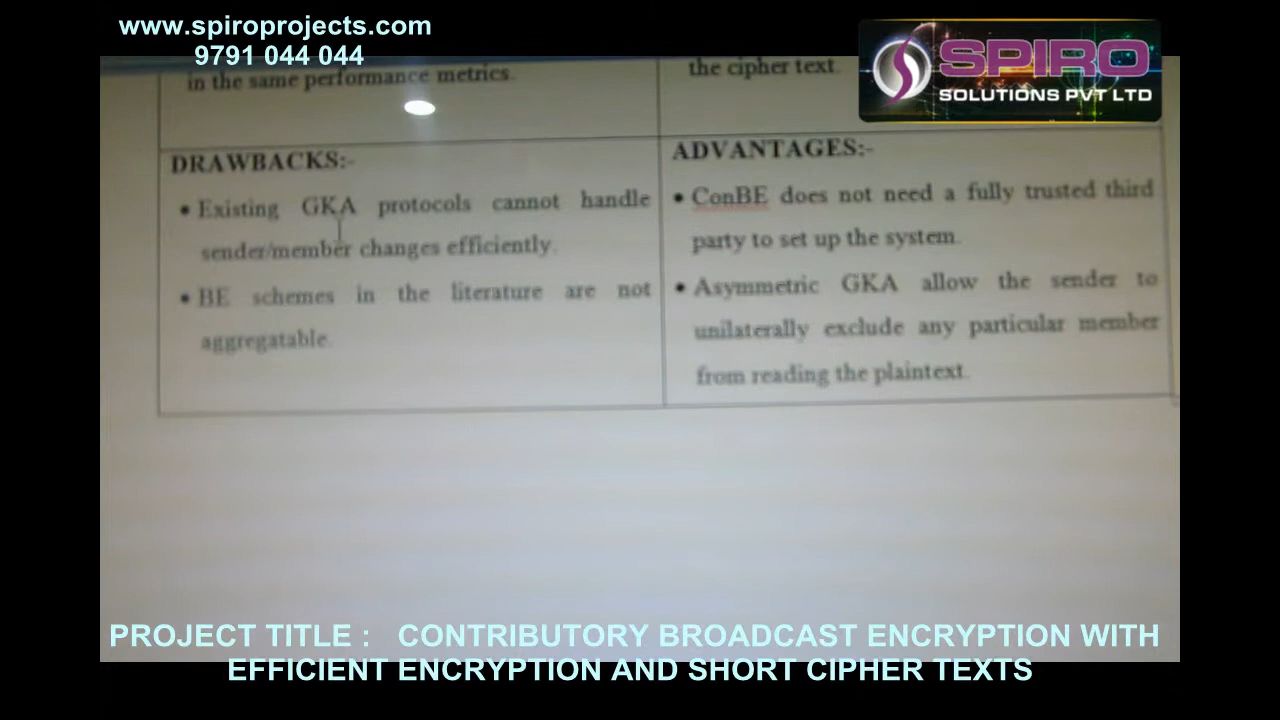 www.spiroprojects.com
9791 044 044
SPIRO
SOLUTIONS PVT LTD
in the same performance metrics.
the cipher text.
DRAWBACKS:-
• Existing GKA protocols cannot handle
sender/member changes efficiently.
• BE schemes in the literature are not
aggregatable.
ADVANTAGES:-
• ConBE does not need a fully trusted third
party to set up the system.
• Asymmetric GKA allow the sender to
unilaterally exclude any particular member
from reading the plaintext.
PROJECT TITLE : CONTRIBUTORY BROADCAST ENCRYPTION WITH
EFFICIENT ENCRYPTION AND SHORT CIPHER TEXTS